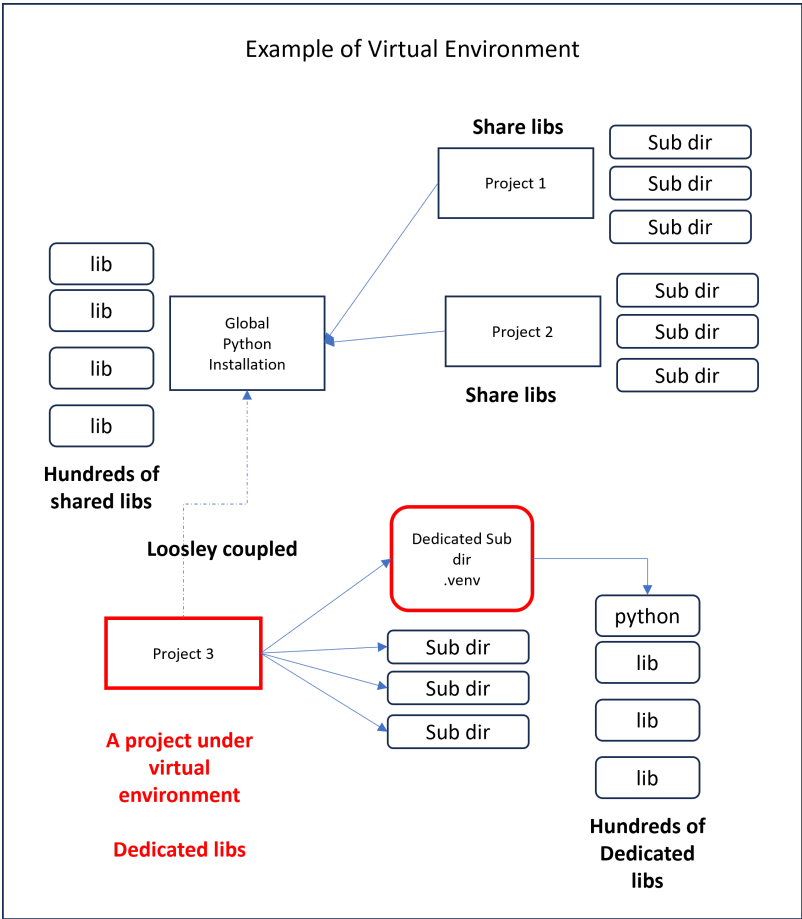 Example of Virtual Environment
Share libs
Project 1
Sub dir
Sub dir
Sub dir
lib
lib
lib
lib
Hundreds of
shared libs
Global
Python
Installation
Project 2
Share libs
Sub dir
Sub dir
Sub dir
Loosley coupled
Project 3
A project under
virtual
environment
Dedicated libs
Dedicated Sub
dir
.venv
Sub dir
Sub dir
Sub dir
python
lib
lib
lib
Hundreds of
Dedicated
libs